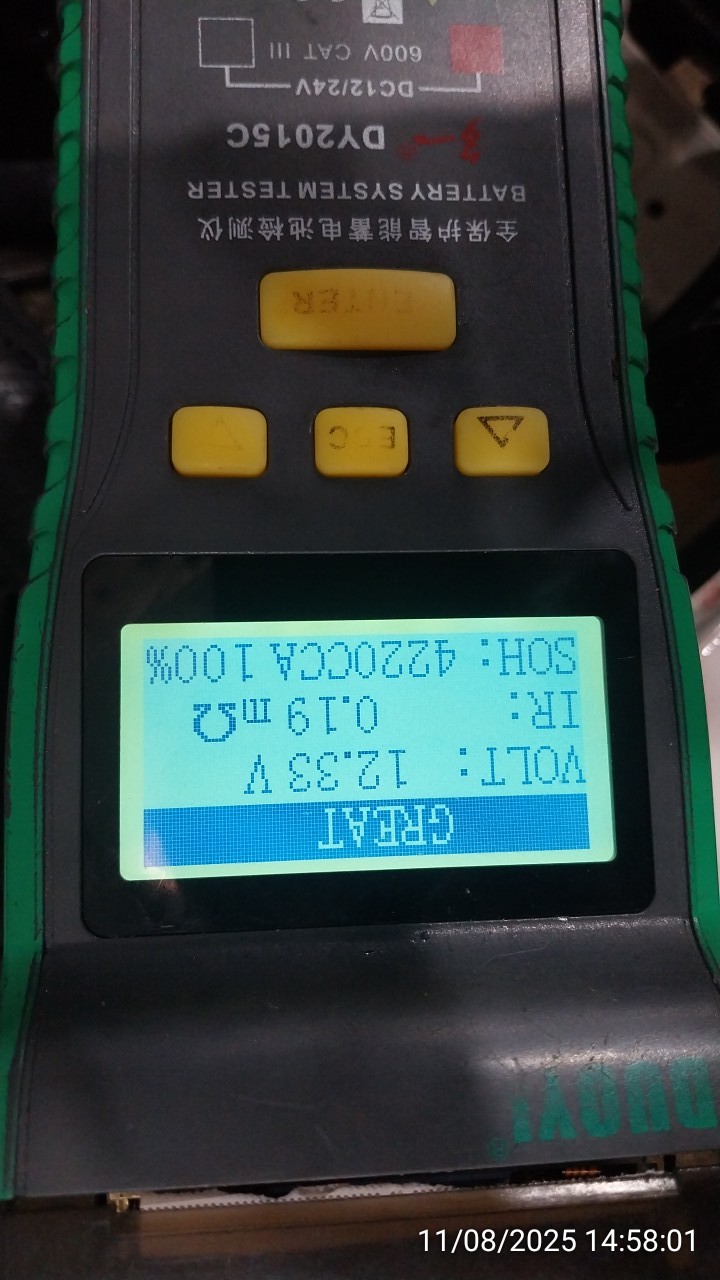 DUOYI®
GREAT
VOLT: 12.33 V
IR: 0.19 mΩ
SOH: 4220CCA 100%
ESC
ENTER
全保护智能蓄电池检测仪
BATTERY SYSTEM TESTER
DY2015C
DC12/24V
600V CAT III
11/08/2025 14:58:01